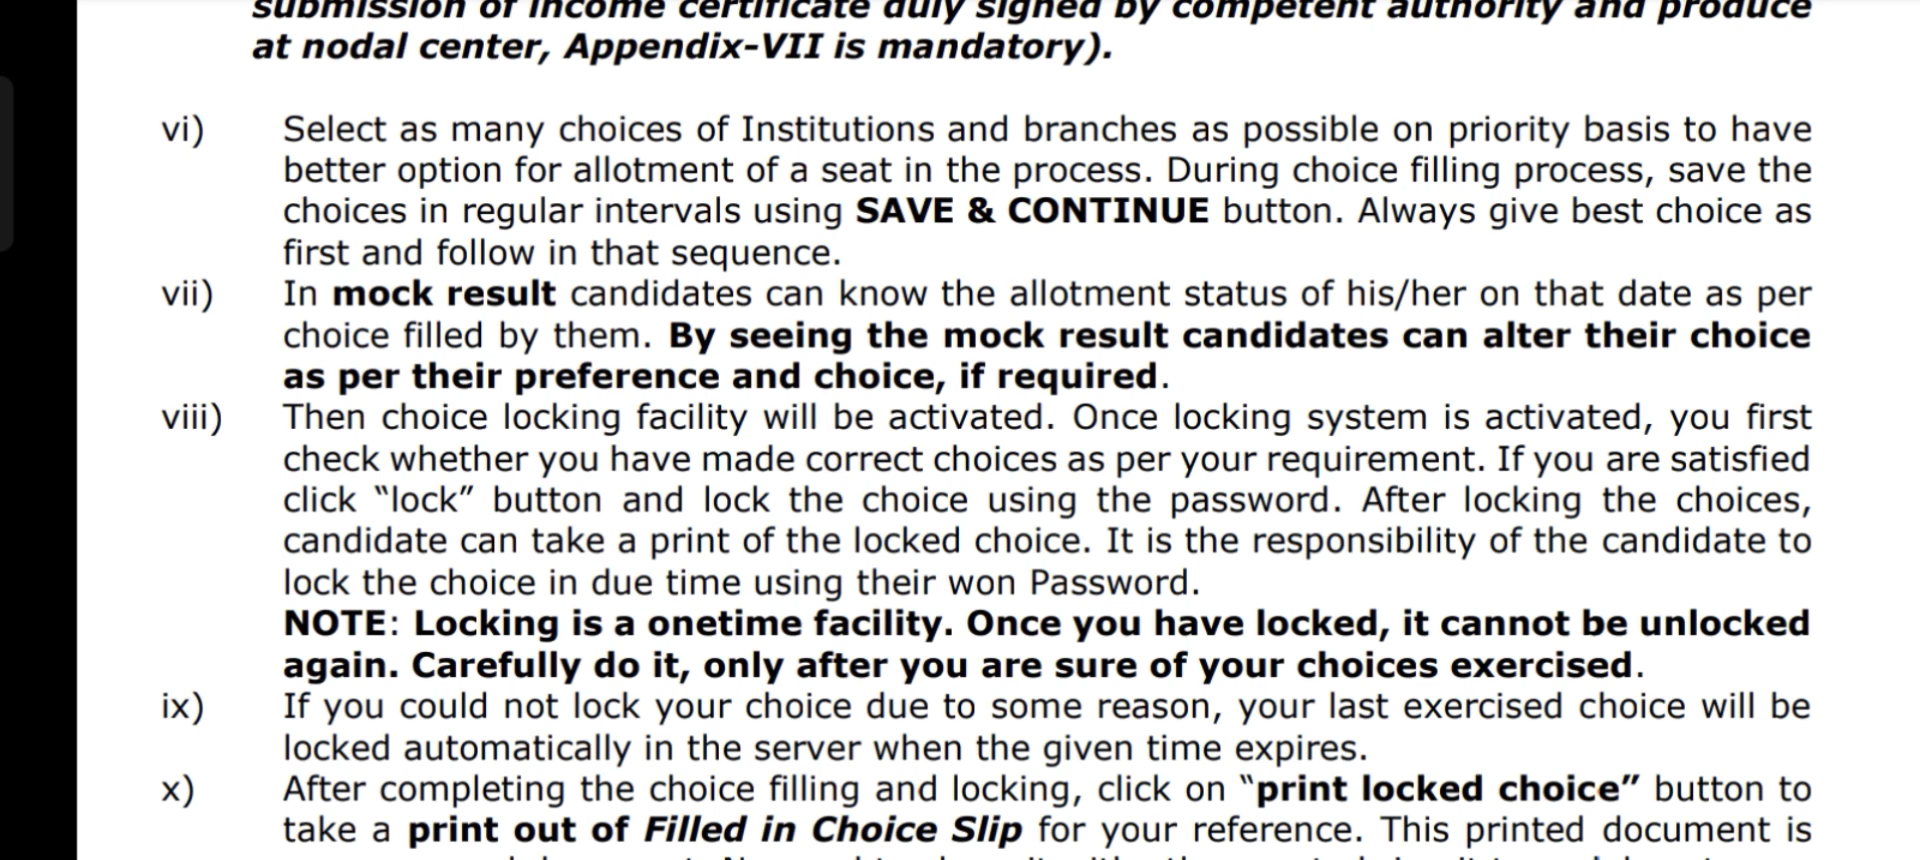 submission of income certificate duly signed by competent authority and produce
at nodal center, Appendix-VII is mandatory).
vi) Select as many choices of Institutions and branches as possible on priority basis to have
better option for allotment of a seat in the process. During choice filling process, save the
choices in regular intervals using SAVE & CONTINUE button. Always give best choice as
first and follow in that sequence.
vii) In mock result candidates can know the allotment status of his/her on that date as per
choice filled by them. By seeing the mock result candidates can alter their choice
as per their preference and choice, if required.
viii) Then choice locking facility will be activated. Once locking system is activated, you first
check whether you have made correct choices as per your requirement. If you are satisfied
click “lock” button and lock the choice using the password. After locking the choices,
candidate can take a print of the locked choice. It is the responsibility of the candidate to
lock the choice in due time using their won Password.
NOTE: Locking is a onetime facility. Once you have locked, it cannot be unlocked
again. Carefully do it, only after you are sure of your choices exercised.
ix) If you could not lock your choice due to some reason, your last exercised choice will be
locked automatically in the server when the given time expires.
x) After completing the choice filling and locking, click on “print locked choice” button to
take a print out of Filled in Choice Slip for your reference. This printed document is